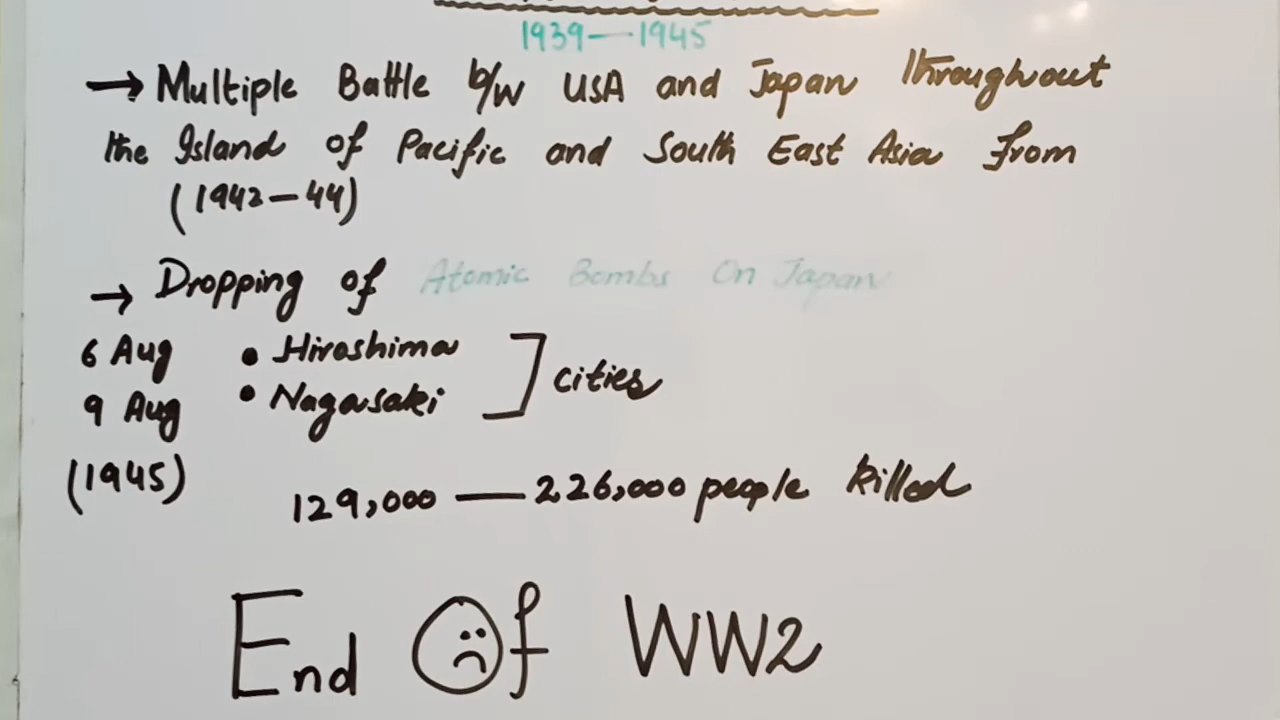 1939—1945
→ Multiple Battle b/w USA and Japan throughwout
the Island of Pacific and South East Asia from
(1942-44)
→ Dropping of Atomic Bombs On Japan
6 Aug • Hiroshima ] cities
9 Aug • Nagasaki
(1945)
129,000 — 226,000 people killed
End Of WW2